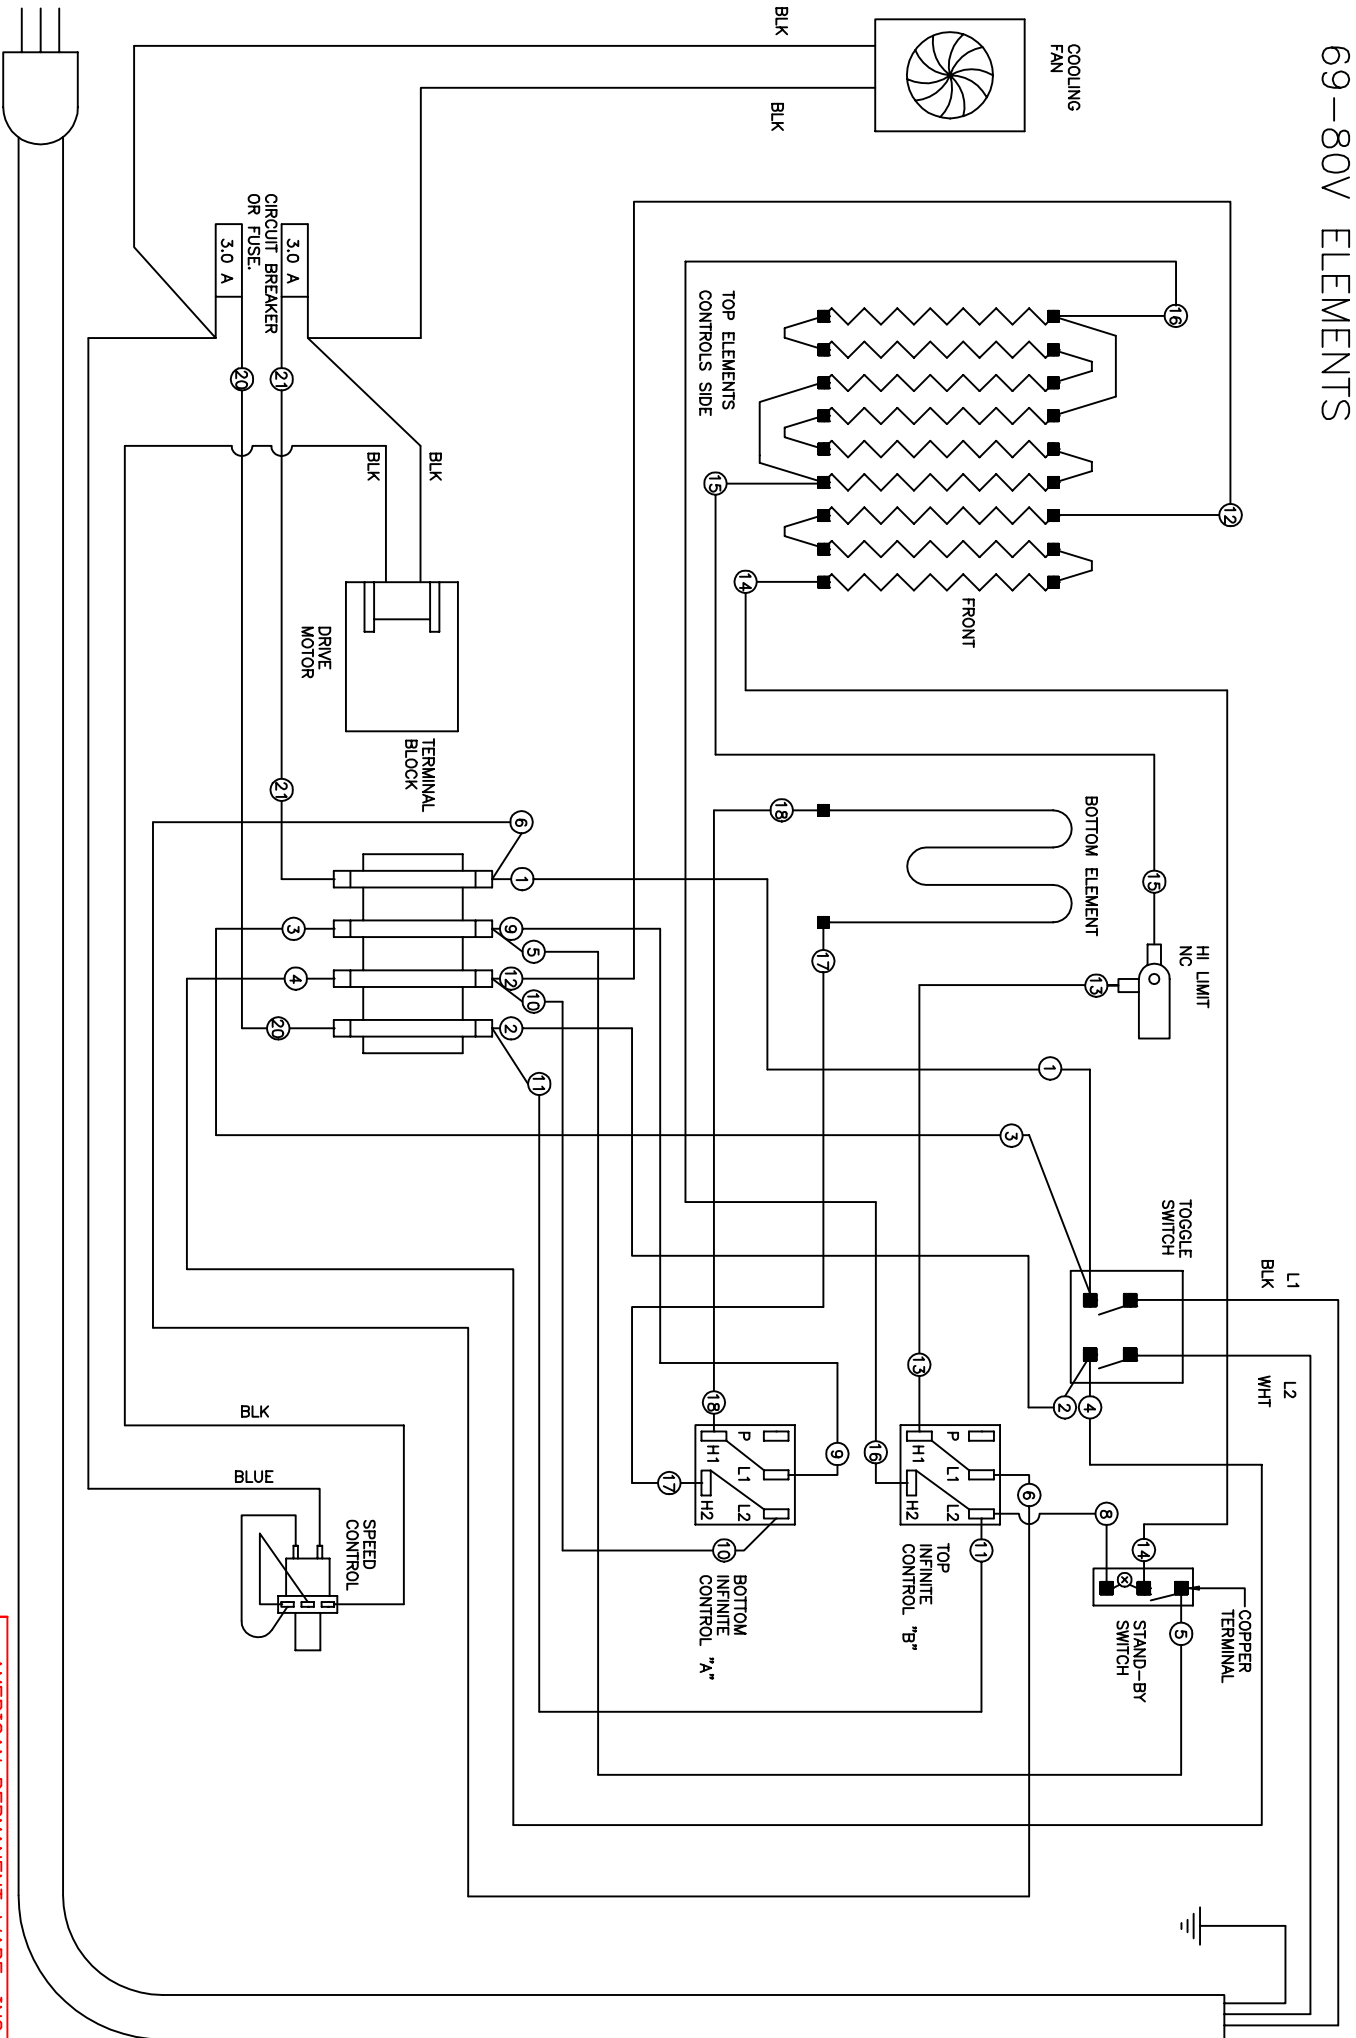 69-80V ELEMENTS
COOLING
FAN
BLK
BLK
16
12
TOP ELEMENTS
CONTROLS SIDE
FRONT
15
14
CIRCUIT BREAKER
OR FUSE.
3.0 A
3.0 A
21
20
BLK
BLK
DRIVE
MOTOR
TERMINAL
BLOCK
21
20
BOTTOM ELEMENT
18
17
15
HI LIMIT
NC
13
6
1
9
5
12
10
2
11
3
4
1
3
TOGGLE
SWITCH
L1
BLK
L2
WHT
2
4
13
16
P
H1
L1
L2
H2
6
11
8
TOP
INFINITE
CONTROL "B"
18
17
9
P
H1
L1
L2
H2
10
BOTTOM
INFINITE
CONTROL "A"
14
5
COPPER
TERMINAL
STAND-BY
SWITCH
BLK
BLUE
SPEED
CONTROL